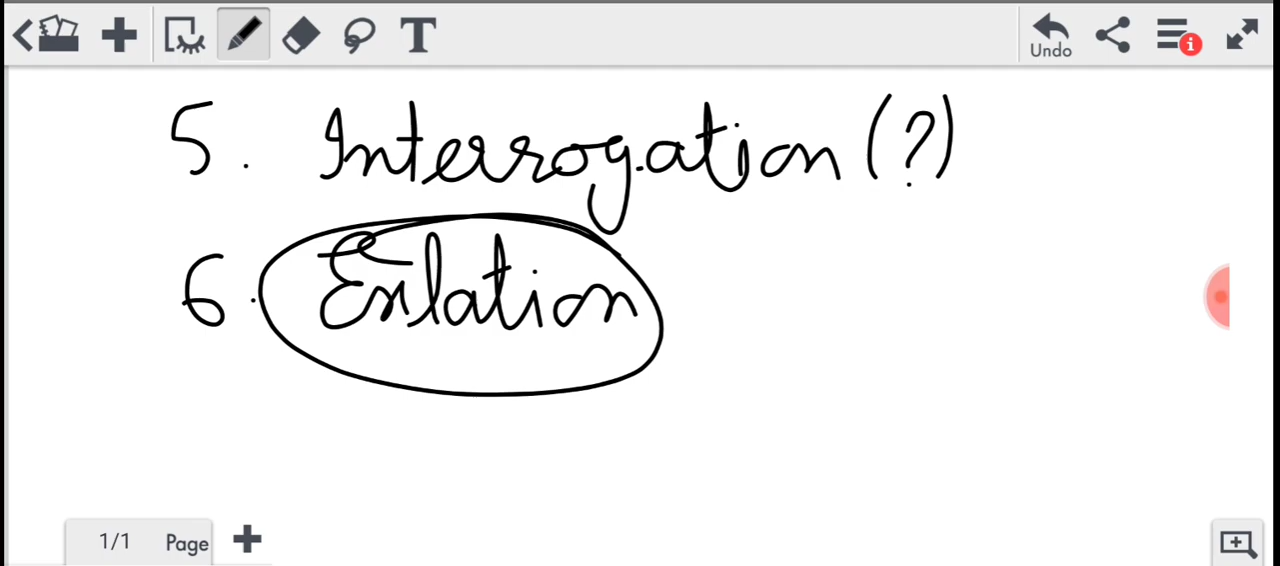 Undo
5. Interrogation (?)
6. Exlation
1/1 Page